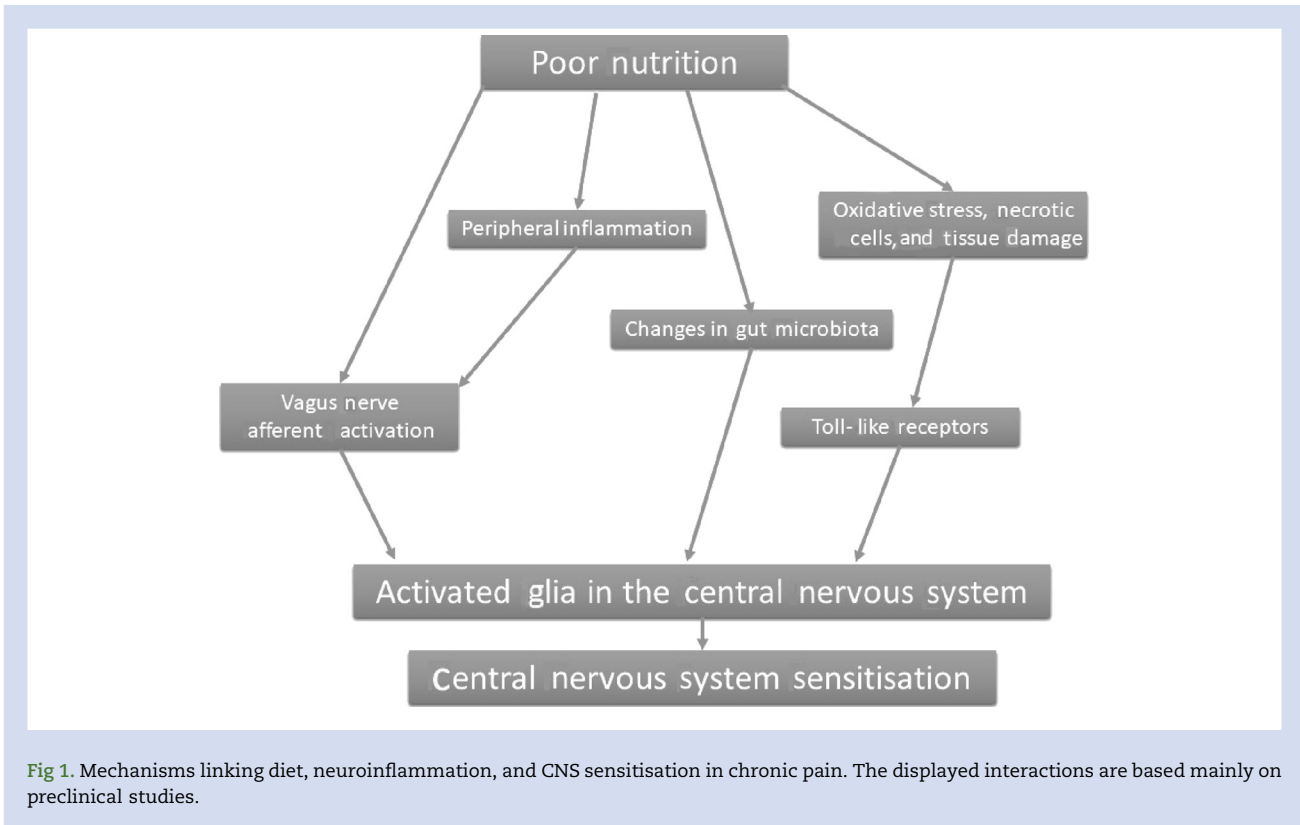 Poor nutrition
Peripheral inflammation
Oxidative stress, necrotic
cells, and tissue damage
Changes in gut microbiota
Vagus nerve
afferent activation
Toll-like receptors
Activated glia in the central nervous system
Central nervous system sensitisation
Fig 1. Mechanisms linking diet, neuroinflammation, and CNS sensitisation in chronic pain. The displayed interactions are based mainly on
preclinical studies.